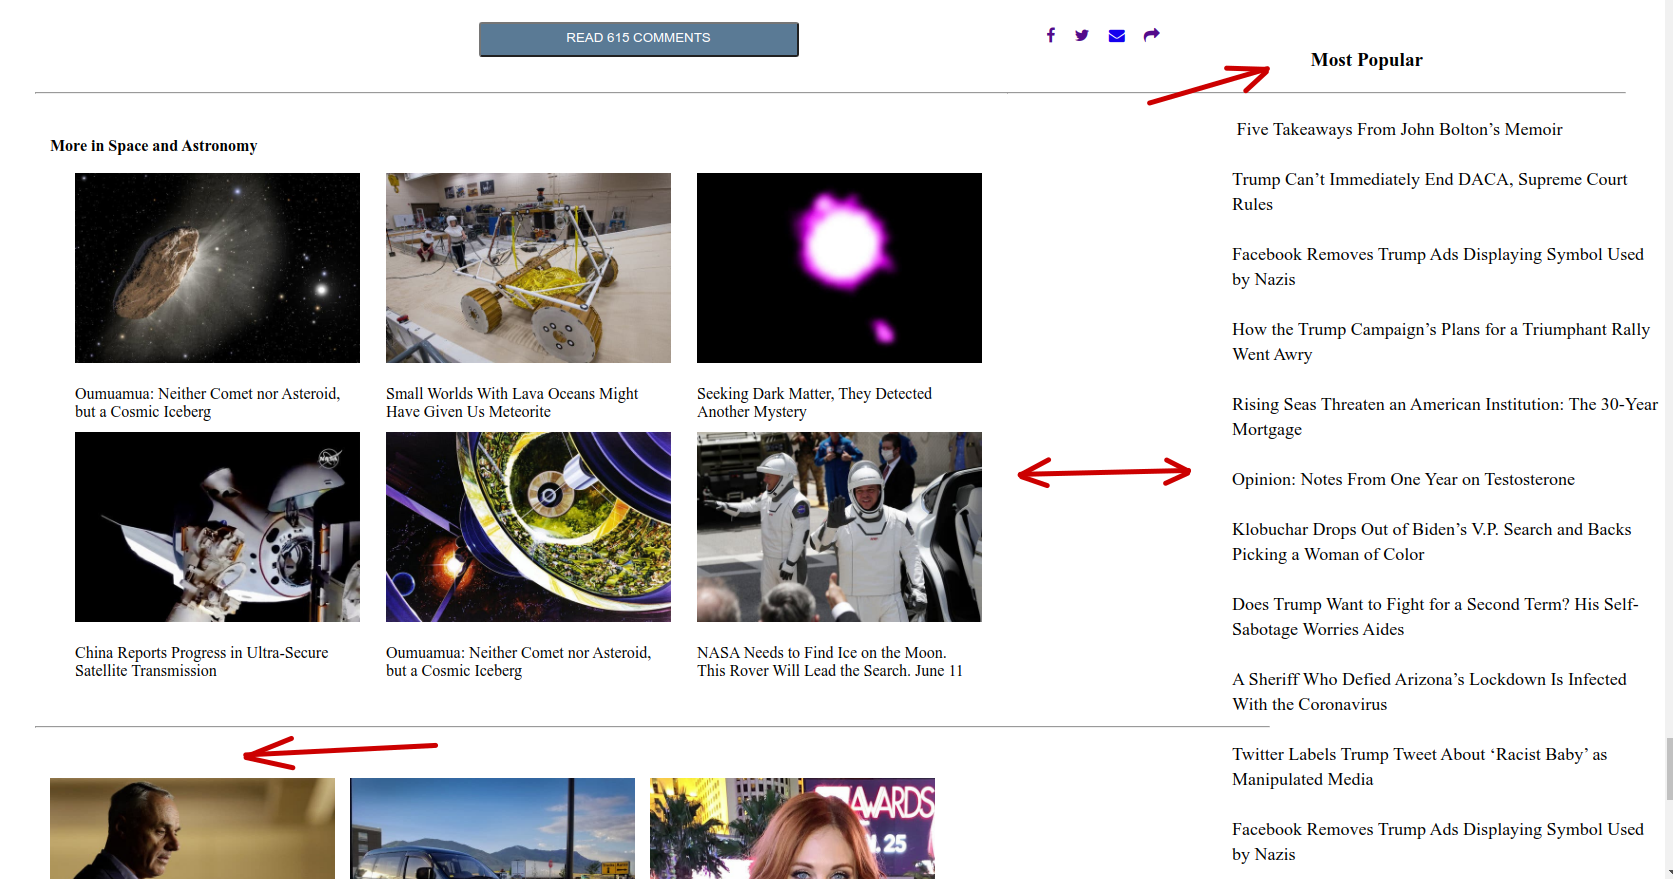 READ 615 COMMENTS
Most Popular
More in Space and Astronomy
Oumuamua: Neither Comet nor Asteroid,
but a Cosmic Iceberg
Small Worlds With Lava Oceans Might
Have Given Us Meteorite
Seeking Dark Matter, They Detected
Another Mystery
NASA
China Reports Progress in Ultra-Secure
Satellite Transmission
Oumuamua: Neither Comet nor Asteroid,
but a Cosmic Iceberg
NASA Needs to Find Ice on the Moon.
This Rover Will Lead the Search. June 11
AWARDS
N. 25
Five Takeaways From John Bolton’s Memoir
Trump Can’t Immediately End DACA, Supreme Court
Rules
Facebook Removes Trump Ads Displaying Symbol Used
by Nazis
How the Trump Campaign’s Plans for a Triumphant Rally
Went Awry
Rising Seas Threaten an American Institution: The 30-Year
Mortgage
Opinion: Notes From One Year on Testosterone
Klobuchar Drops Out of Biden’s V.P. Search and Backs
Picking a Woman of Color
Does Trump Want to Fight for a Second Term? His Self-
Sabotage Worries Aides
A Sheriff Who Defied Arizona’s Lockdown Is Infected
With the Coronavirus
Twitter Labels Trump Tweet About ‘Racist Baby’ as
Manipulated Media
Facebook Removes Trump Ads Displaying Symbol Used
by Nazis